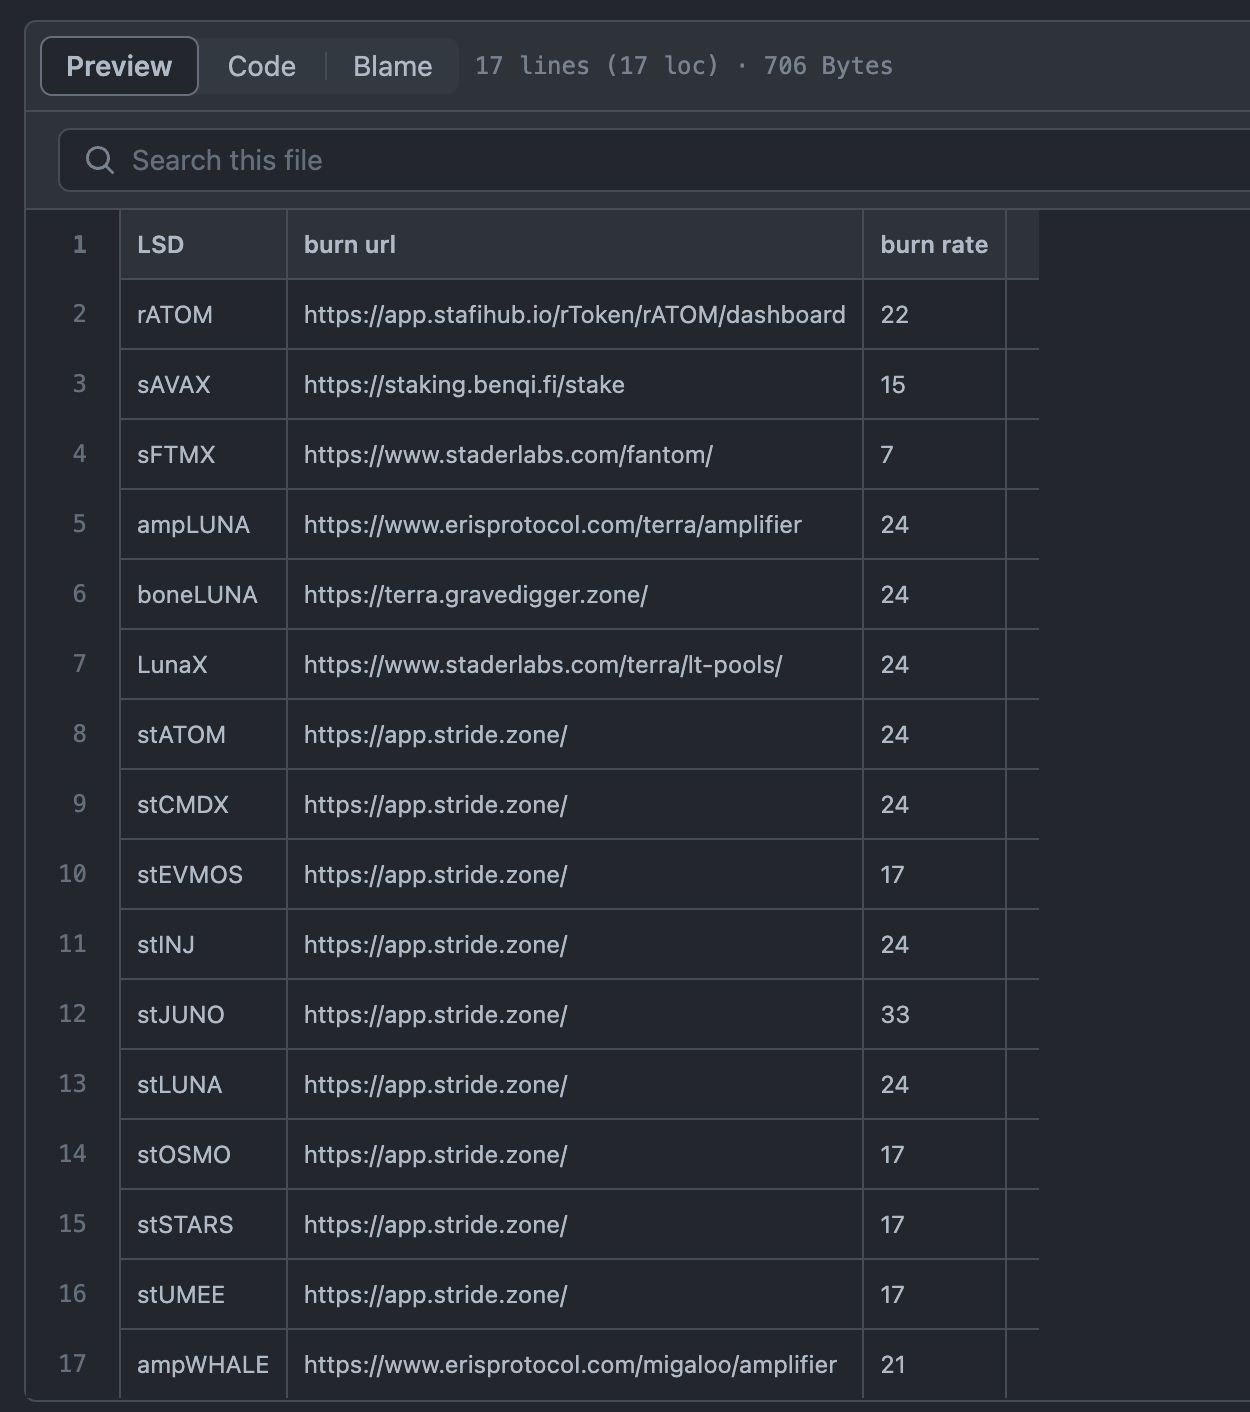 Preview Code Blame 17 lines (17 loc) · 706 Bytes
Search this file
1 LSD burn url burn rate
2 rATOM https://app.stafihub.io/rToken/rATOM/dashboard 22
3 sAVAX https://staking.benqi.fi/stake 15
4 sFTMX https://www.staderlabs.com/fantom/ 7
5 ampLUNA https://www.erisprotocol.com/terra/amplifier 24
6 boneLUNA https://terra.gravedigger.zone/ 24
7 LunaX https://www.staderlabs.com/terra/lt-pools/ 24
8 stATOM https://app.stride.zone/ 24
9 stCMDX https://app.stride.zone/ 24
10 stEVMOS https://app.stride.zone/ 17
11 stINJ https://app.stride.zone/ 24
12 stJUNO https://app.stride.zone/ 33
13 stLUNA https://app.stride.zone/ 24
14 stOSMO https://app.stride.zone/ 17
15 stSTARS https://app.stride.zone/ 17
16 stUMEE https://app.stride.zone/ 17
17 ampWHALE https://www.erisprotocol.com/migaloo/amplifier 21